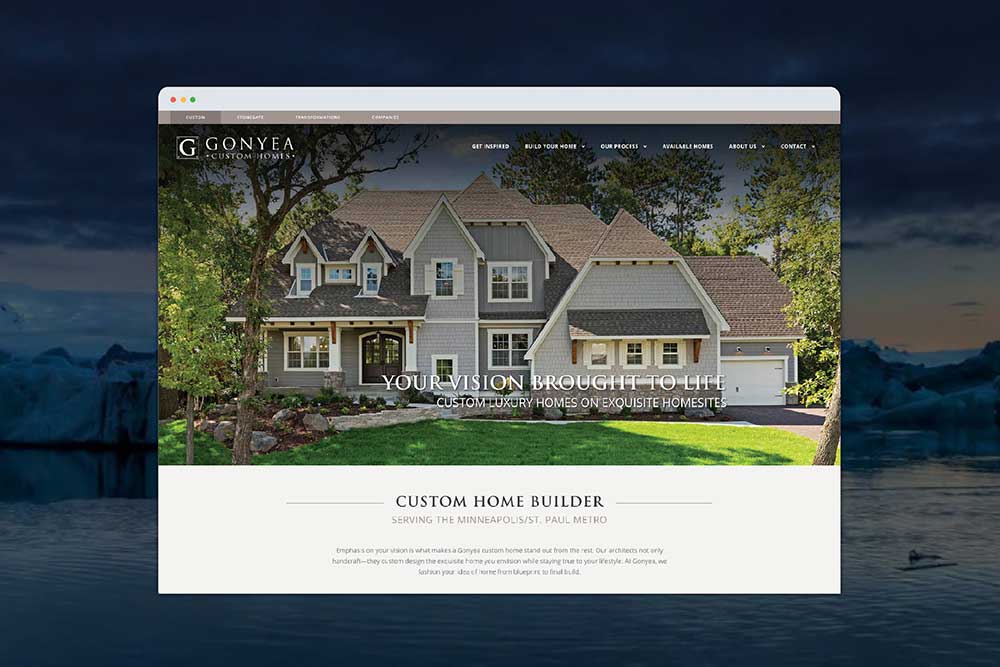 CUSTOM STONEGATE TRANSFORMATIONS COMPANIES
G GONYEA
•CUSTOM HOMES•
GET INSPIRED BUILD YOUR HOME OUR PROCESS AVAILABLE HOMES ABOUT US CONTACT
YOUR VISION BROUGHT TO LIFE
CUSTOM LUXURY HOMES ON EXQUISITE HOMESITES
CUSTOM HOME BUILDER
SERVING THE MINNEAPOLIS/ST. PAUL METRO
Emphasis on your vision is what makes a Gonyea custom home stand out from the rest. Our architects not only
handcraft—they custom design the exquisite home you envision while staying true to your lifestyle. At Gonyea, we
fashion your idea of home from blueprint to final build.